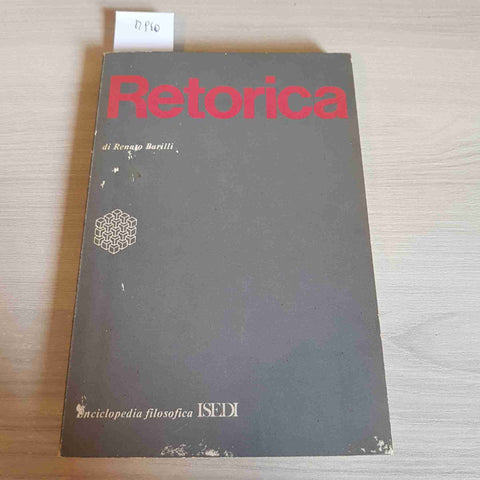 Retorica
di Renato Barilli
enciclopedia filosofica ISEDI